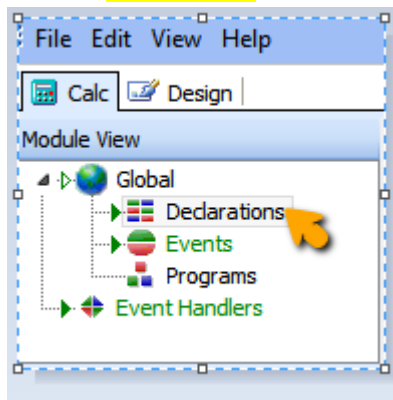 File Edit View Help
Calc Design
Module View
Global
Declarations
Events
Programs
Event Handlers